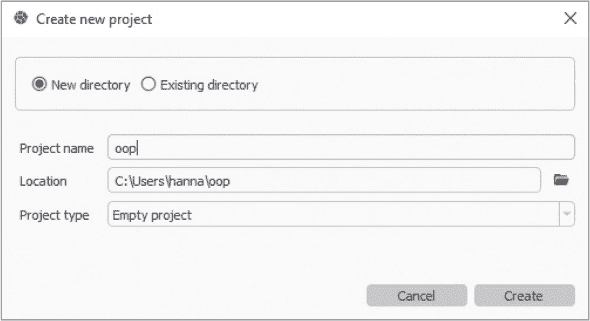 Create new project
New directory Existing directory
Project name oop
Location C:\Users\hanna\oop
Project type Empty project
Cancel Create